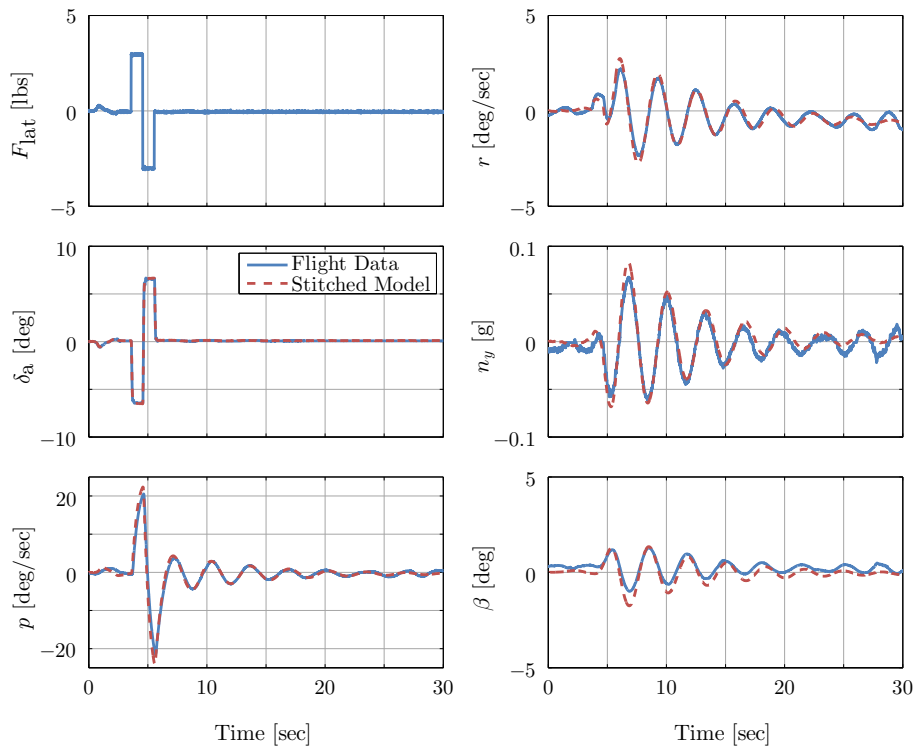 5
0
−5
F_lat [lbs]
10
0
−10
δ_a [deg]
Flight Data
Stitched Model
20
0
−20
p [deg/sec]
0
10
20
30
Time [sec]
5
0
−5
r [deg/sec]
0.1
0
−0.1
n_y [g]
5
0
−5
β [deg]
0
10
20
30
Time [sec]